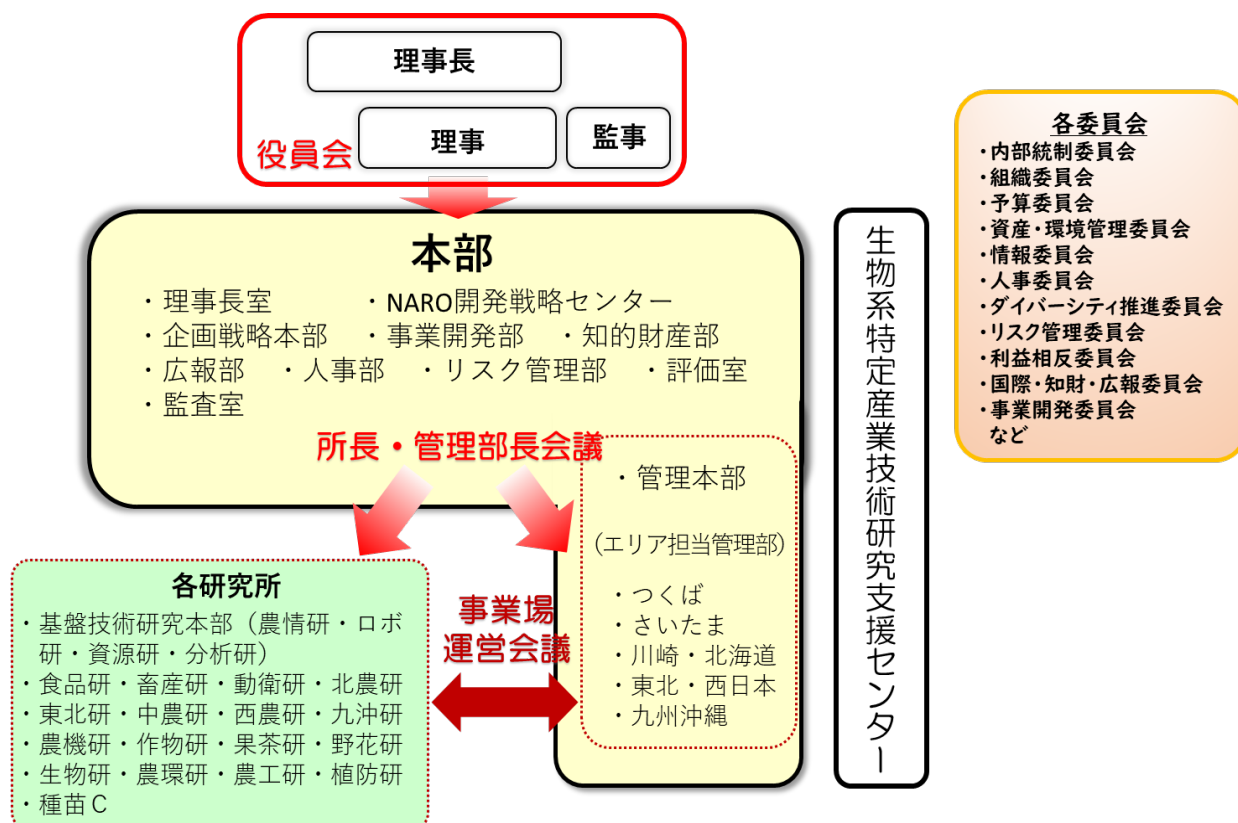 理事長
理事
監事
役員会
本部
・理事長室　　・NARO開発戦略センター
・企画戦略本部　・事業開発部　・知的財産部
・広報部　・人事部　・リスク管理部　・評価室
・監査室
所長・管理部長会議
・管理本部
（エリア担当管理部）
・つくば
・さいたま
・川崎・北海道
・東北・西日本
・九州沖縄
各研究所
・基盤技術研究本部（農情研・ロボ
研・資源研・分析研）
・食品研・畜産研・動衛研・北農研
・東北研・中農研・西農研・九沖研
・農機研・作物研・果茶研・野花研
・生物研・農環研・農工研・植防研
・種苗Ｃ
事業場
運営会議
生物系特定産業技術研究支援センター
各委員会
・内部統制委員会
・組織委員会
・予算委員会
・資産・環境管理委員会
・情報委員会
・人事委員会
・ダイバーシティ推進委員会
・リスク管理委員会
・利益相反委員会
・国際・知財・広報委員会
・事業開発委員会
など